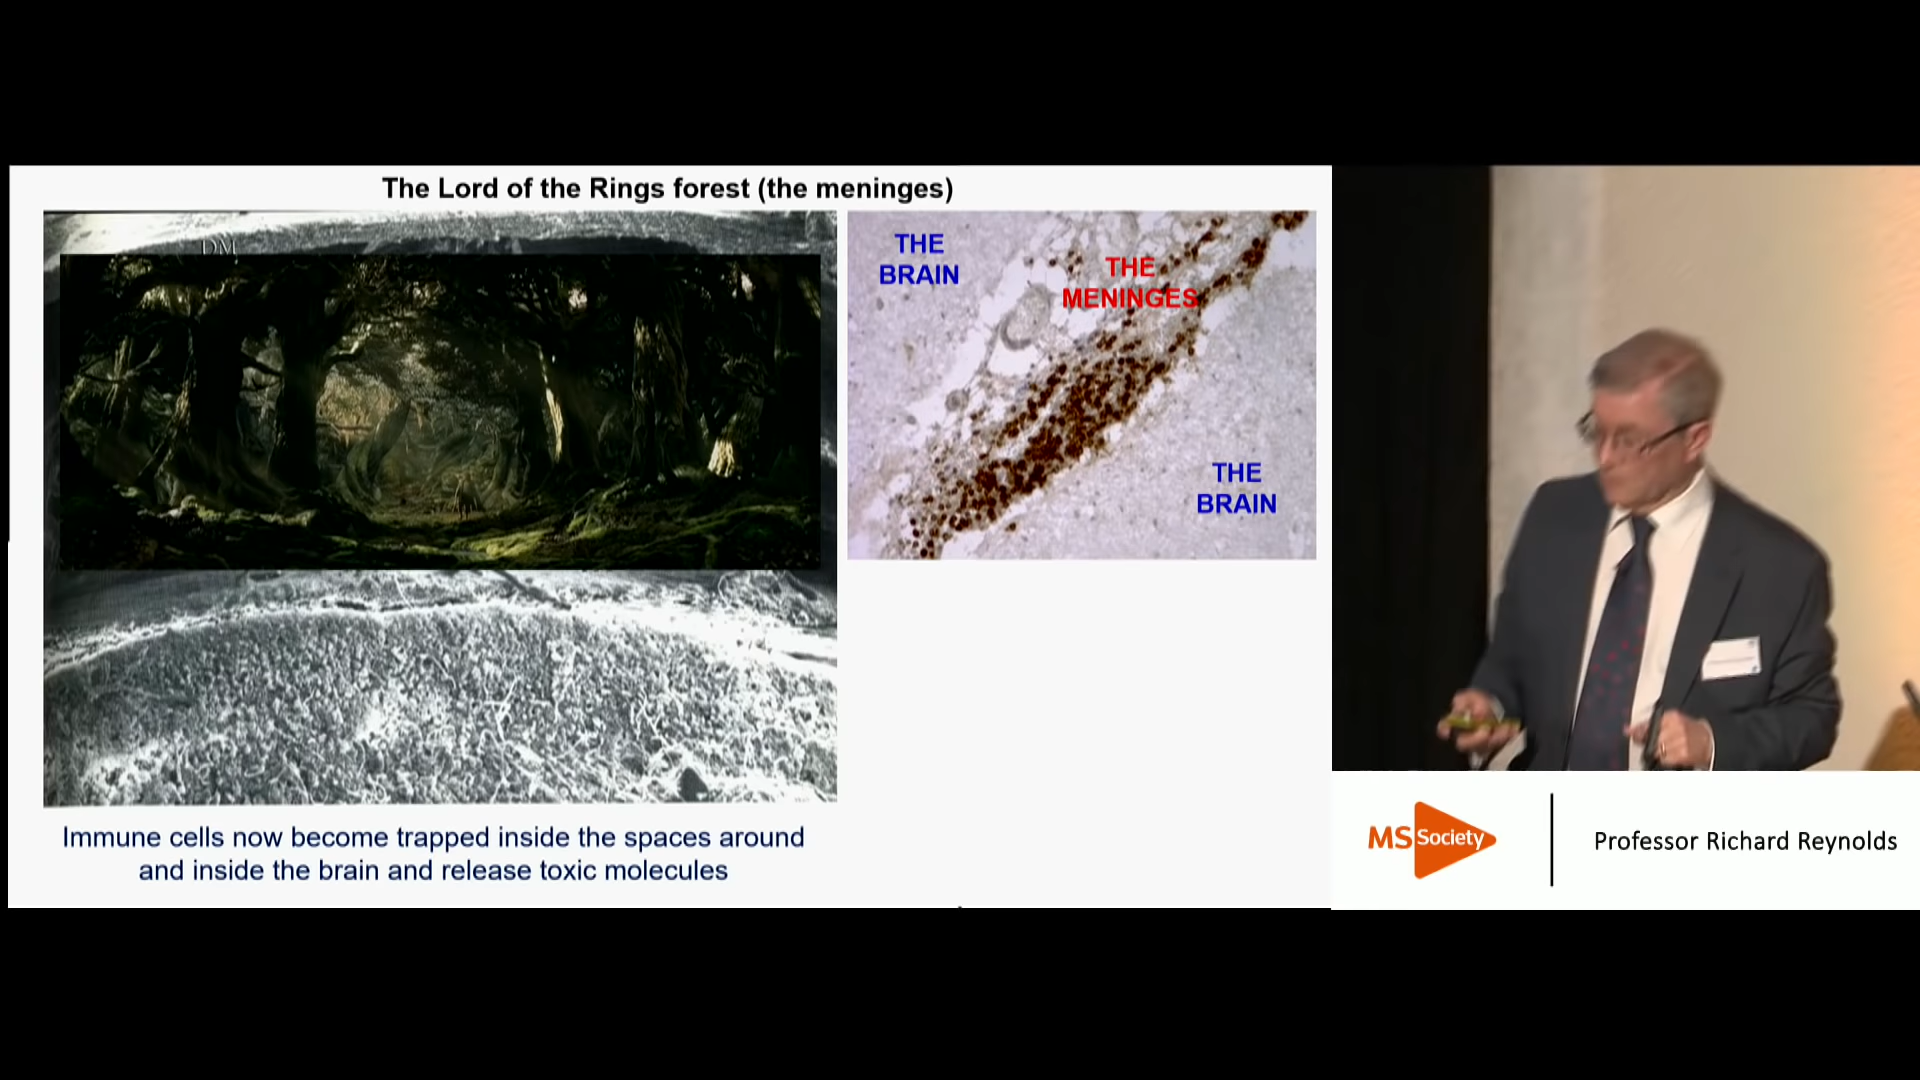 The Lord of the Rings forest (the meninges)
DM
THE
BRAIN
THE
MENINGES
THE
BRAIN
Immune cells now become trapped inside the spaces around
and inside the brain and release toxic molecules
MS Society
Professor Richard Reynolds